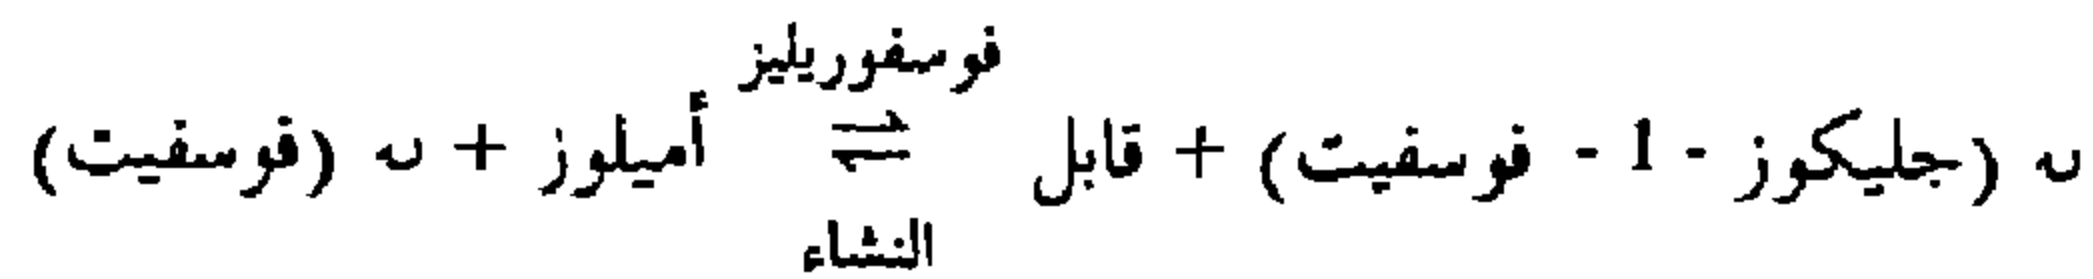 فوسفوريليز
ن (جليكوز - 1 - فوسفيت) + قابل ⇌ أميلوز + ن (فوسفيت)
النشاء